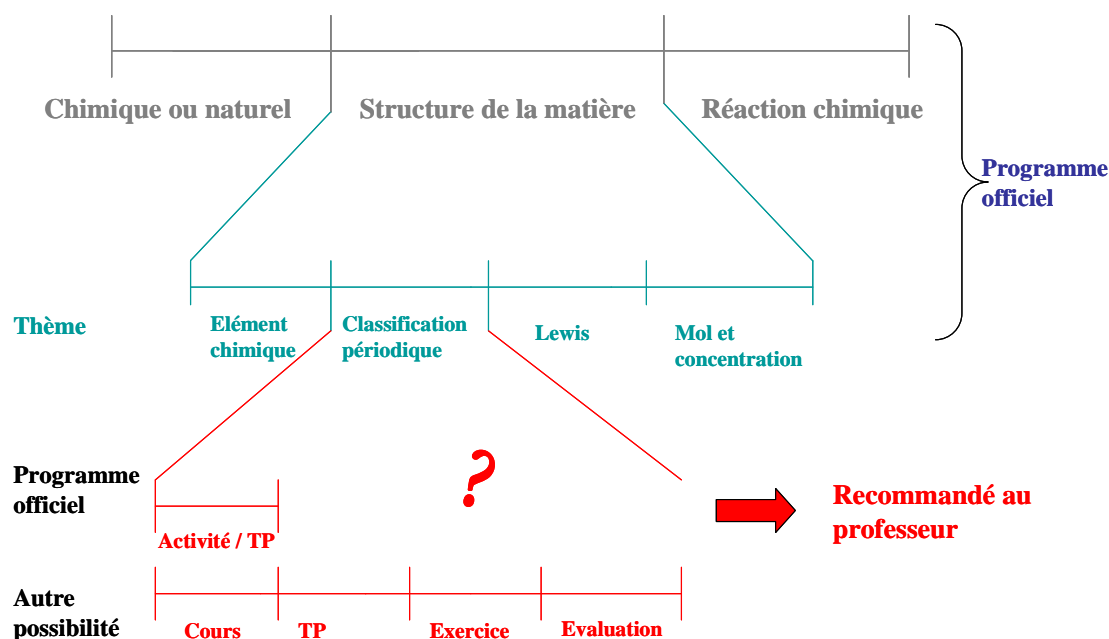 Chimique ou naturel
Structure de la matière
Réaction chimique
Programme
officiel
Thème
Elément
chimique
Classification
périodique
Lewis
Mol et
concentration
Programme
officiel
?
Activité / TP
Recommandé au
professeur
Autre
possibilité
Cours
TP
Exercice
Evaluation